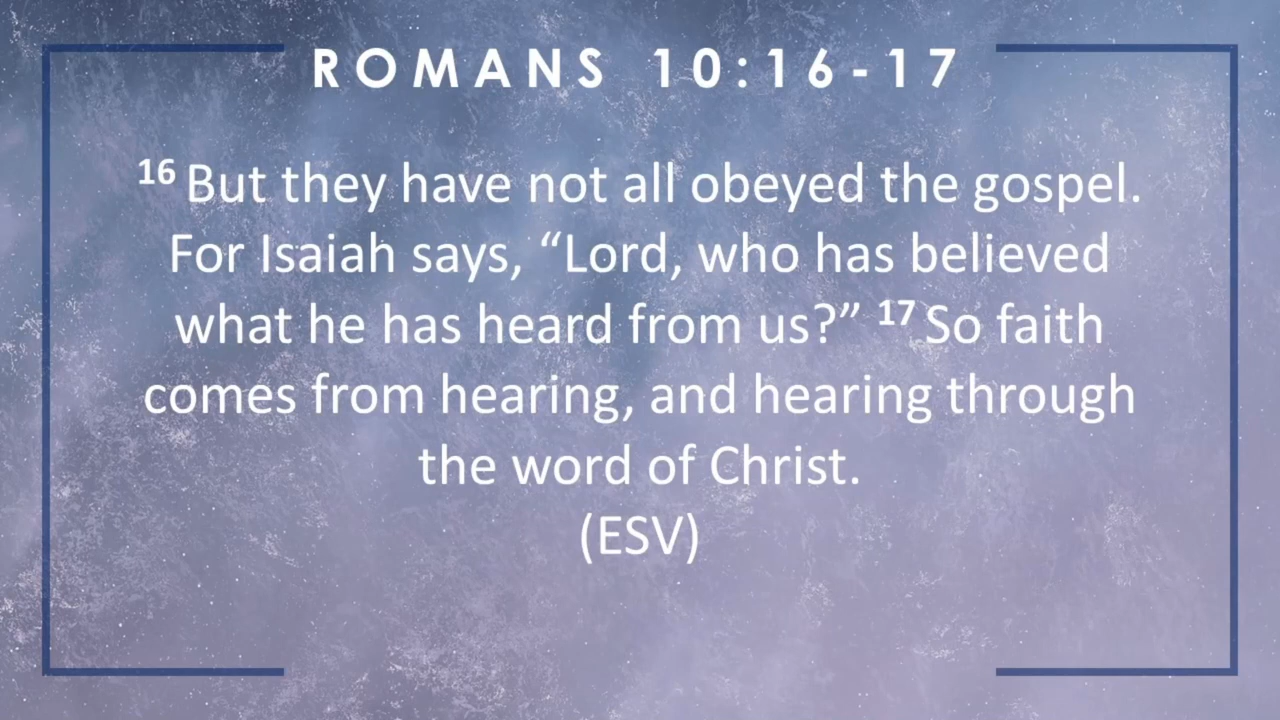 ROMANS 10:16-17
16 But they have not all obeyed the gospel.
For Isaiah says, “Lord, who has believed
what he has heard from us?” 17 So faith
comes from hearing, and hearing through
the word of Christ.
(ESV)